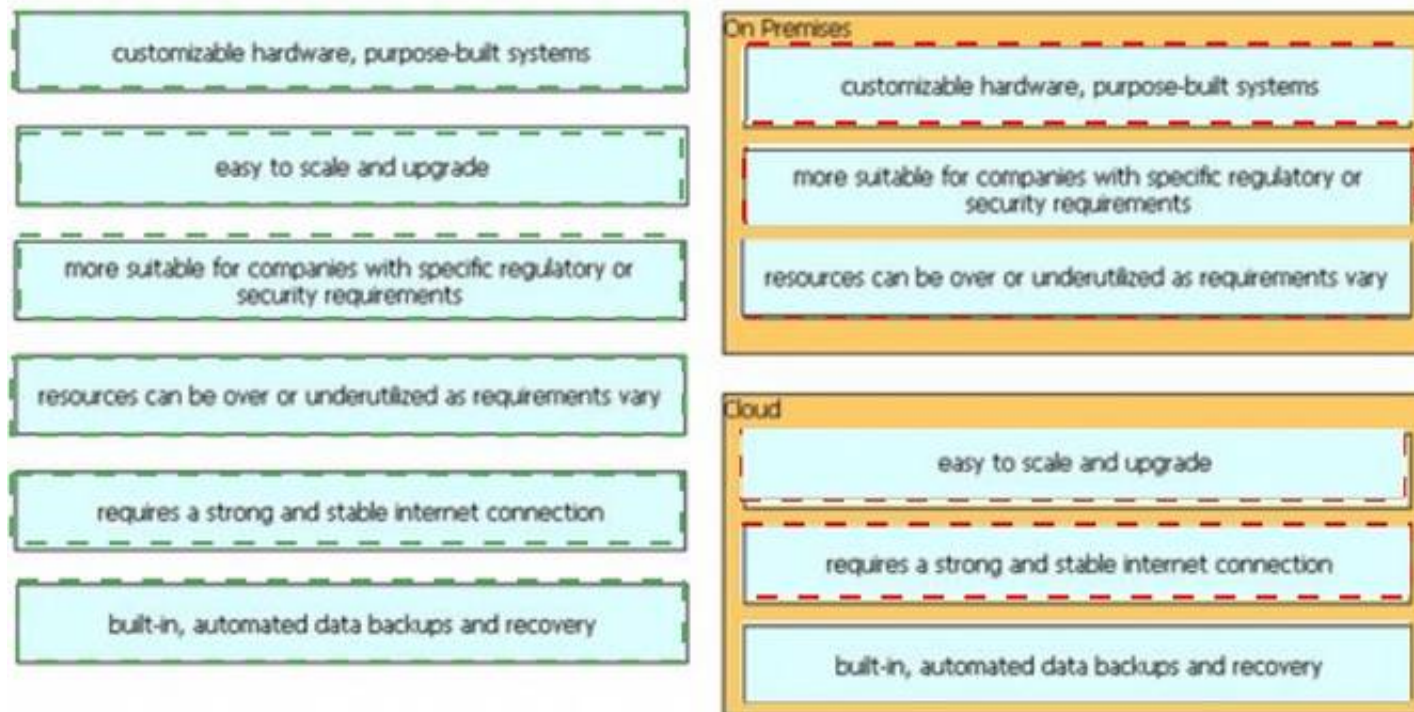 customizable hardware, purpose-built systems
easy to scale and upgrade
more suitable for companies with specific regulatory or
security requirements
resources can be over or underutilized as requirements vary
requires a strong and stable internet connection
built-in, automated data backups and recovery
On Premises
customizable hardware, purpose-built systems
more suitable for companies with specific regulatory or
security requirements
resources can be over or underutilized as requirements vary
Cloud
easy to scale and upgrade
requires a strong and stable internet connection
built-in, automated data backups and recovery